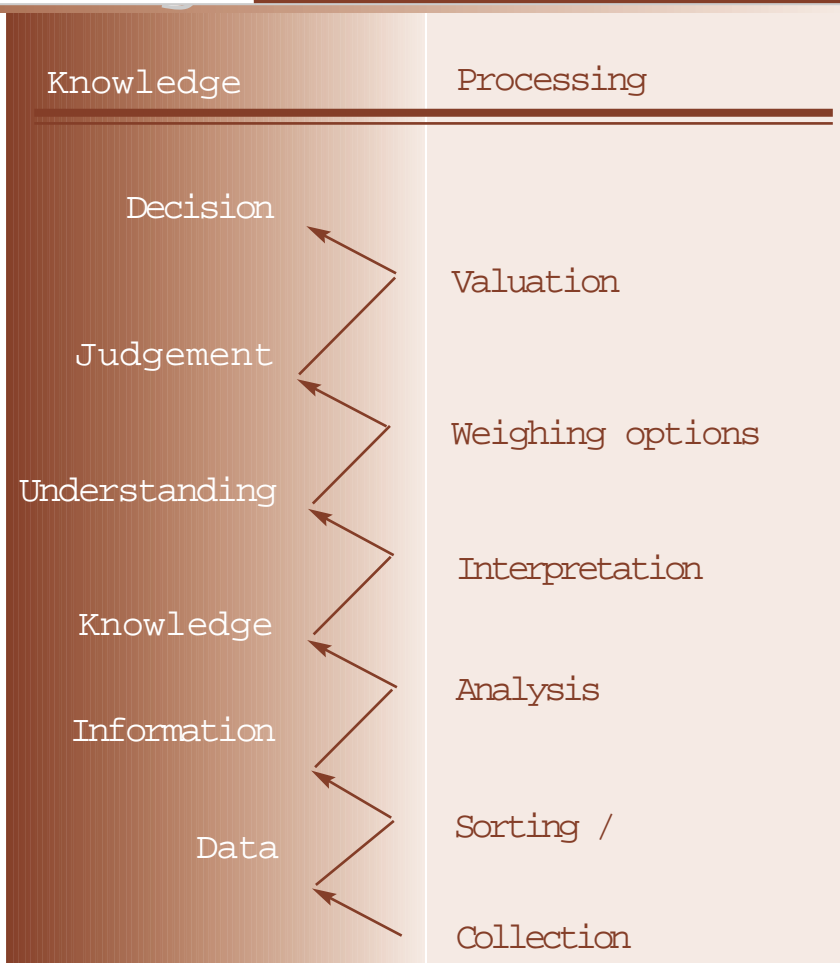 Knowledge Processing
Decision
Valuation
Judgement
Weighing options
Understanding
Interpretation
Knowledge
Analysis
Information
Sorting /
Data
Collection